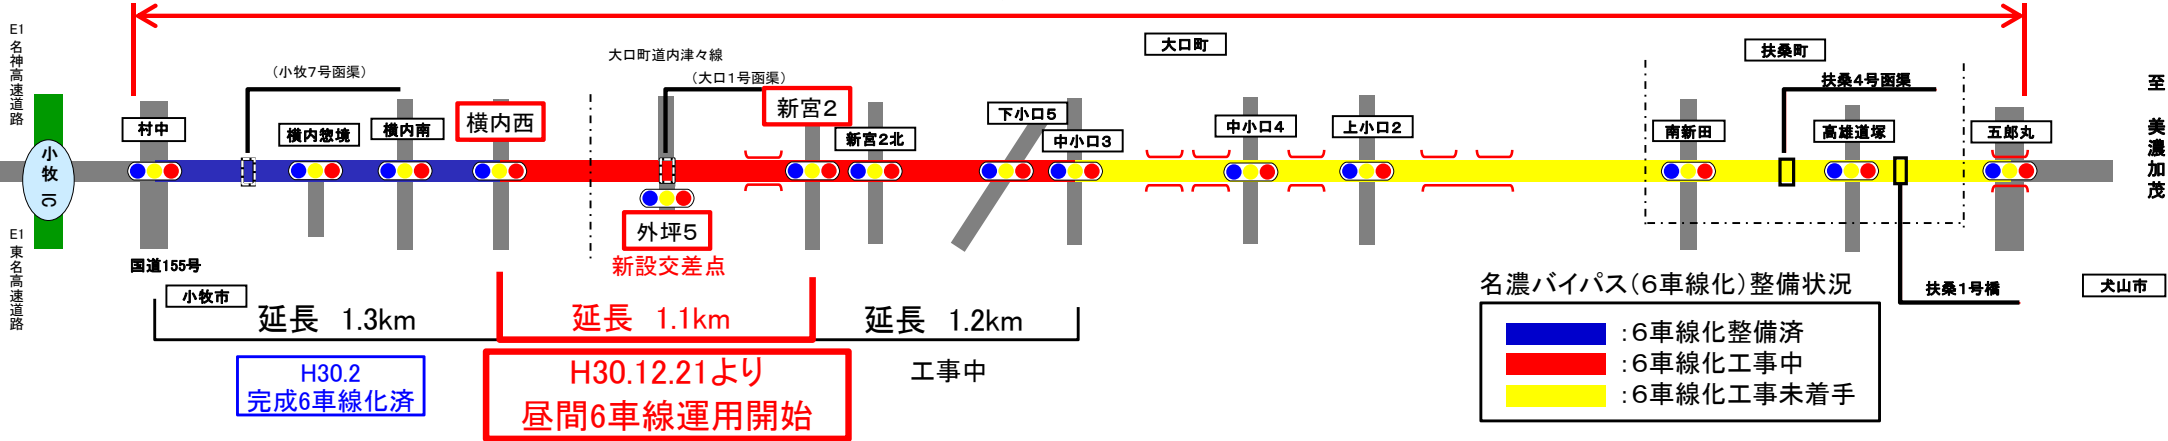 E1
名神高速道路
小牧IC
E1
東名高速道路
村中
国道155号
小牧市
(小牧7号函渠)
横内惣境
横内南
横内西
大口町道内津々線
(大口1号函渠)
外坪5
新設交差点
新宮2
新宮2北
下小口5
中小口3
大口町
中小口4
上小口2
扶桑町
扶桑4号函渠
南新田
高雄道塚
五郎丸
扶桑1号橋
至 美濃加茂
犬山市
延長 1.3km
延長 1.1km
延長 1.2km
H30.2
完成6車線化済
H30.12.21より
昼間6車線運用開始
工事中
名濃バイパス(6車線化)整備状況
:6車線化整備済
:6車線化工事中
:6車線化工事未着手